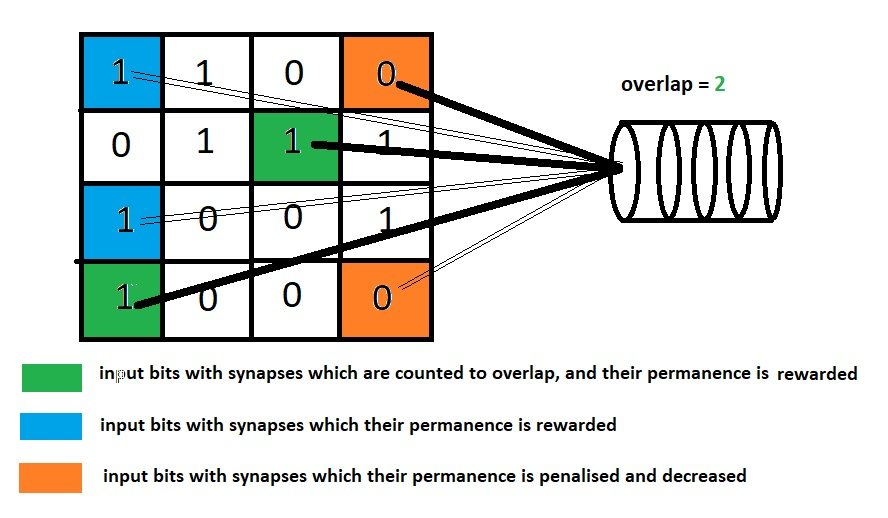 1 1 0 0
overlap = 2
0 1 1 1
1 0 0 1
1 0 0 0
input bits with synapses which are counted to overlap, and their permanence is rewarded
input bits with synapses which their permanence is rewarded
input bits with synapses which their permanence is penalised and decreased